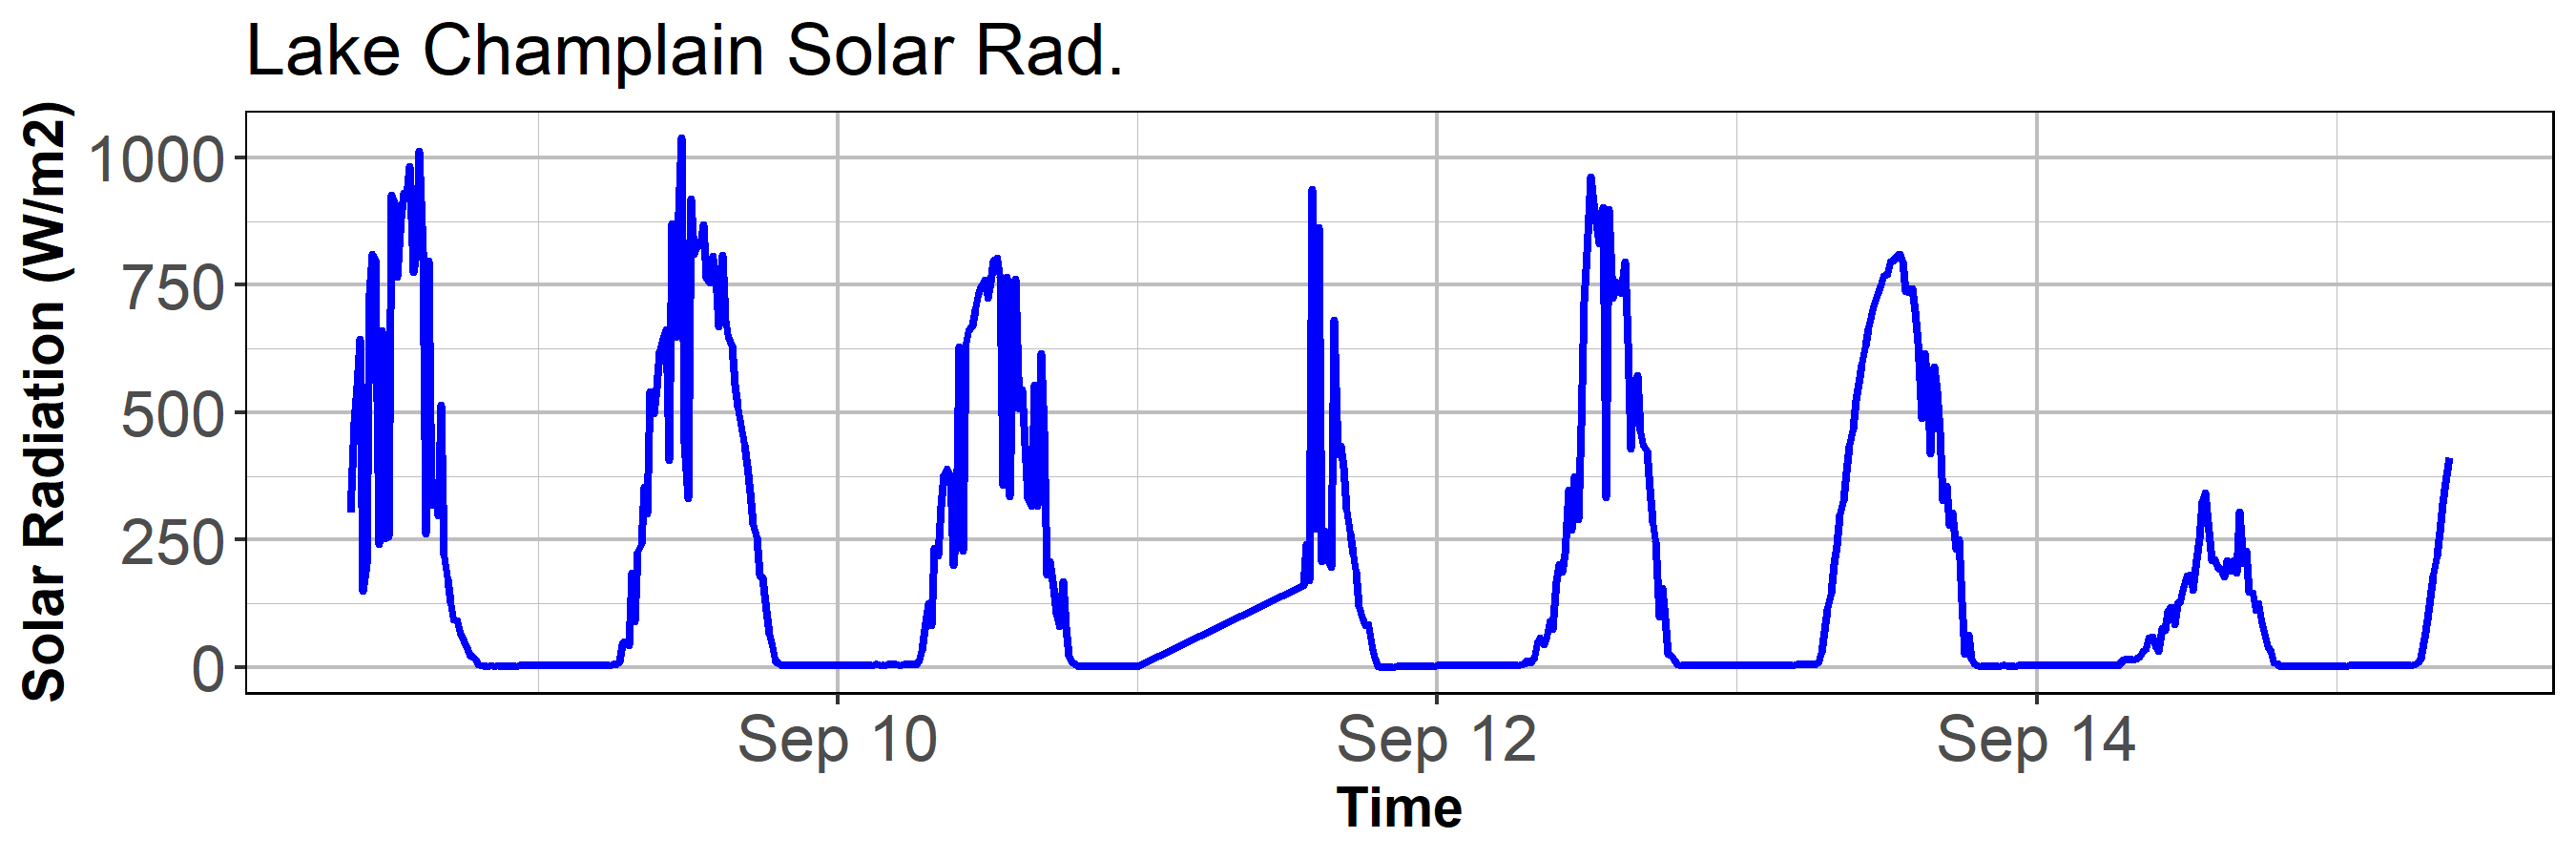 Lake Champlain Solar Rad.
Solar Radiation (W/m2)
1000
750
500
250
0
Sep 10 Sep 12 Sep 14
Time